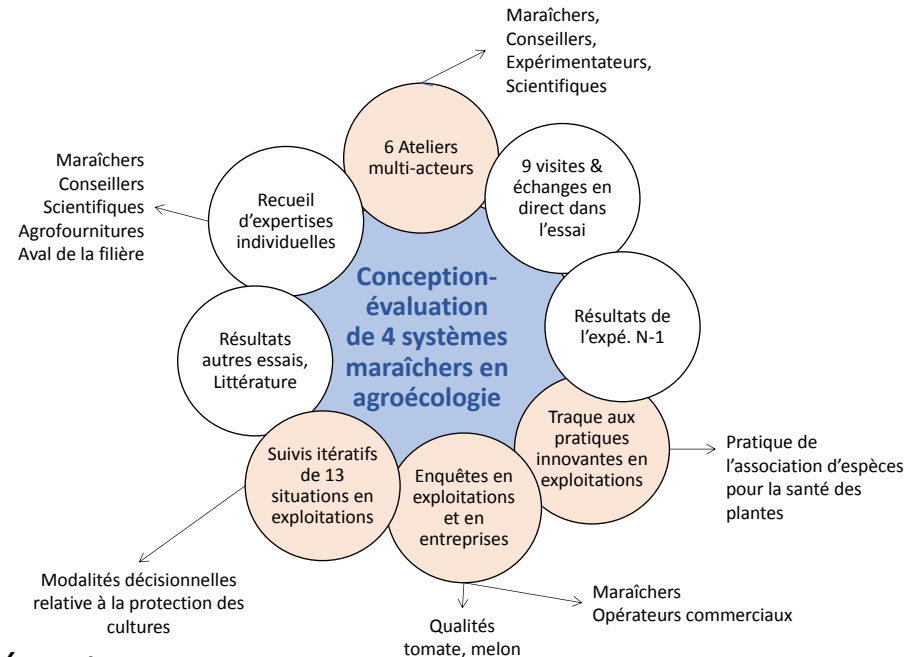 Maraîchers,
Conseillers,
Expérimentateurs,
Scientifiques
6 Ateliers
multi-acteurs
9 visites &
échanges en
direct dans
l'essai
Maraîchers
Conseillers
Scientifiques
Agrofournitures
Aval de la filière
Recueil
d'expertises
individuelles
Conception-
évaluation
de 4 systèmes
maraîchers en
agroécologie
Résultats de
l'expé. N-1
Résultats
autres essais,
Littérature
Traque aux
pratiques
innovantes en
exploitations
Pratique de
l'association d'espèces
pour la santé des
plantes
Suivis itératifs
de 13
situations en
exploitations
Enquêtes en
exploitations
et en
entreprises
Modalités décisionnelles
relative à la protection des
cultures
Maraîchers
Opérateurs commerciaux
Qualités
tomate, melon